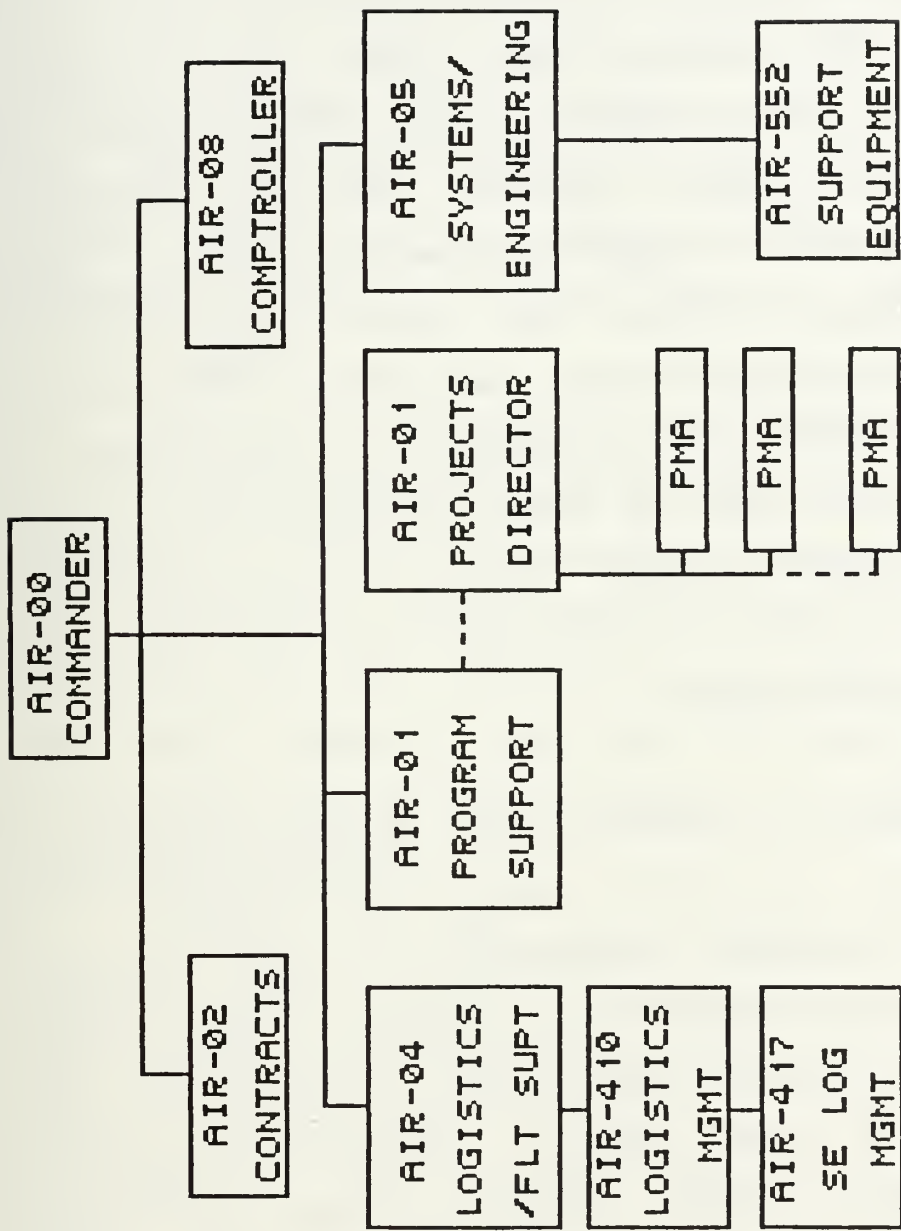 AIR-00
COMMANDER
AIR-02
CONTRACTS
AIR-08
COMPTROLLER
AIR-04
LOGISTICS
/FLT SUPT
AIR-01
PROGRAM
SUPPORT
AIR-01
PROJECTS
DIRECTOR
AIR-05
SYSTEMS/
ENGINEERING
AIR-410
LOGISTICS
MGMT
PMA
PMA
PMA
AIR-417
SE LOG
MGMT
AIR-552
SUPPORT
EQUIPMENT